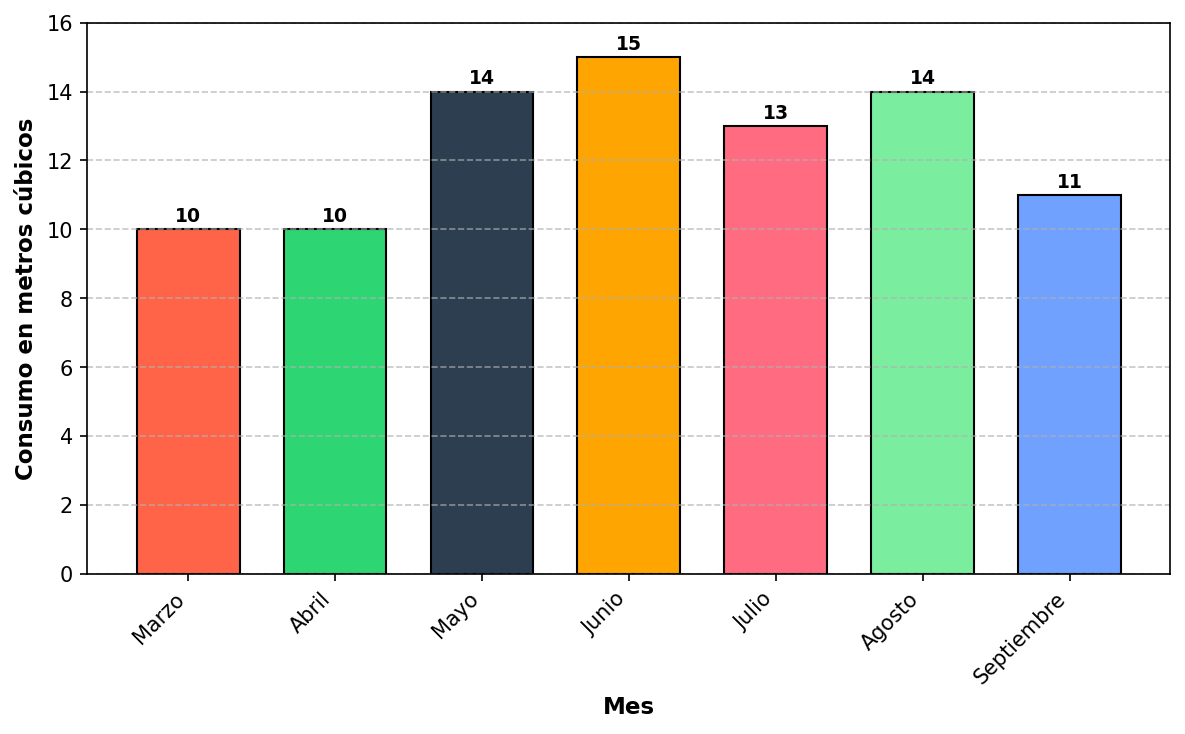 Consumo en metros cúbicos
16
14
12
10
8
6
4
2
0
10
10
14
15
13
14
11
Marzo
Abril
Mayo
Junio
Julio
Agosto
Septiembre
Mes